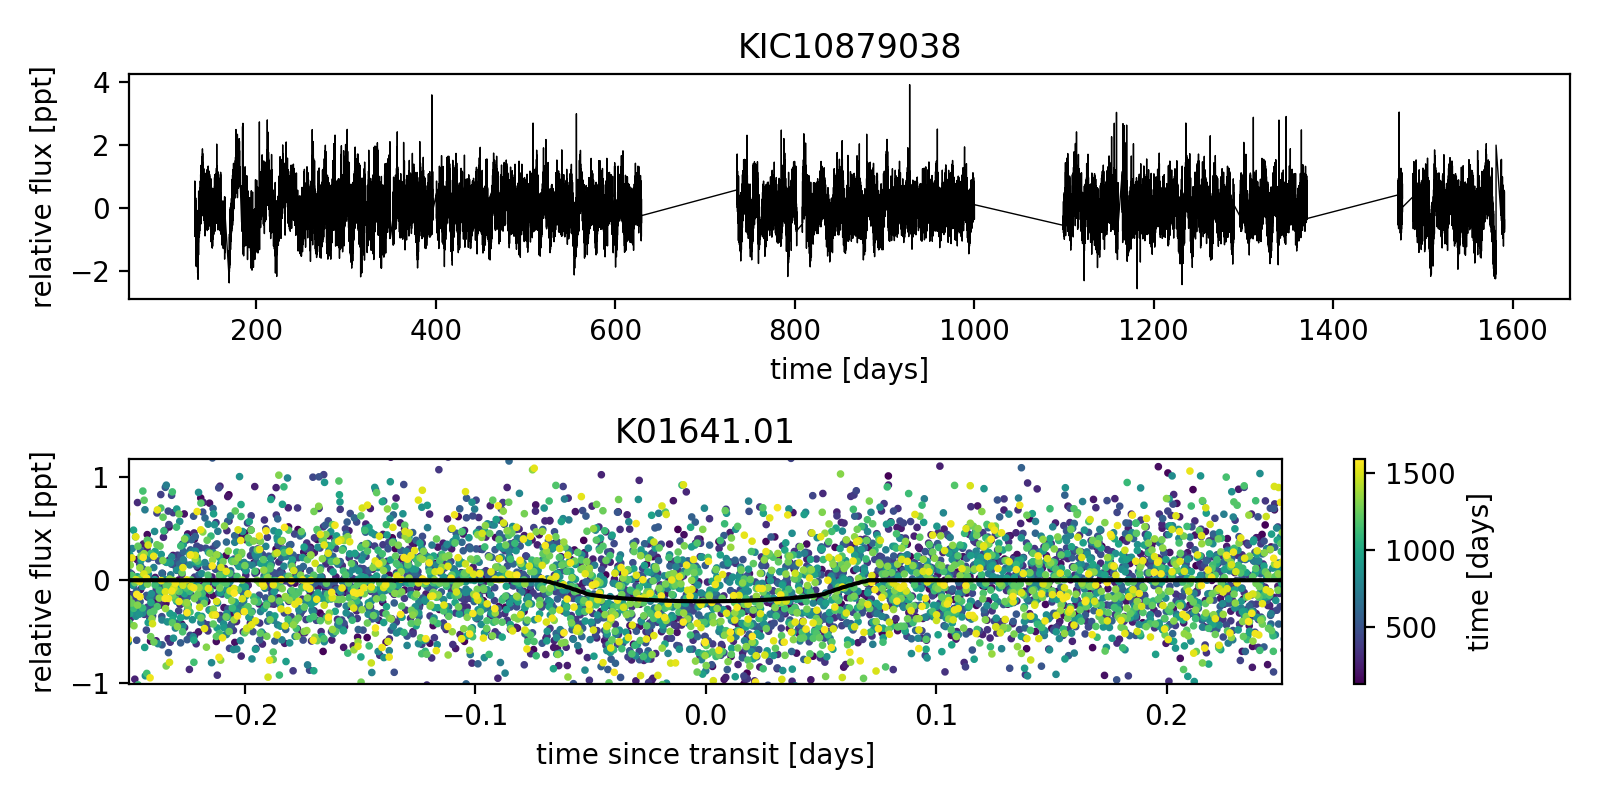 KIC10879038
relative flux [ppt]
4
2
0
−2
200 400 600 800 1000 1200 1400 1600
time [days]
K01641.01
relative flux [ppt]
1
0
−1
−0.2 −0.1 0.0 0.1 0.2
time since transit [days]
1500
1000
500
time [days]